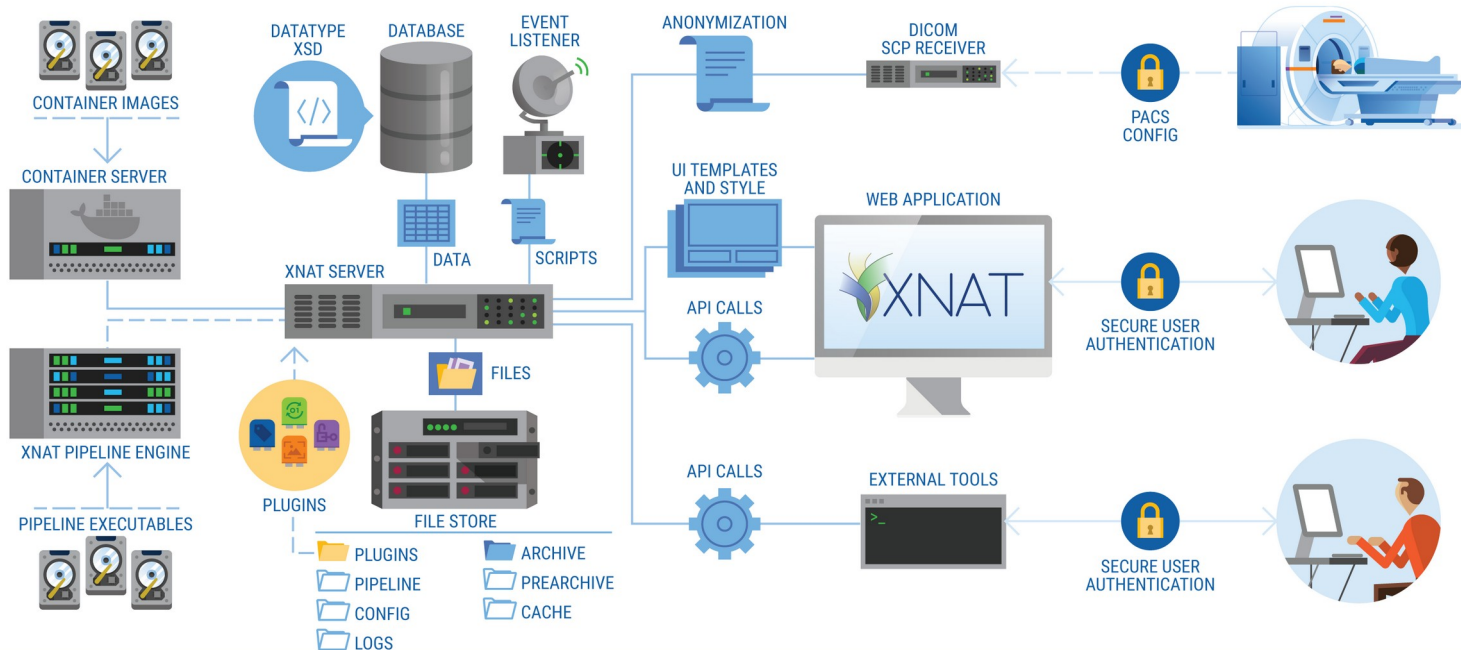 CONTAINER IMAGES
CONTAINER SERVER
XNAT PIPELINE ENGINE
PIPELINE EXECUTABLES
DATATYPE
XSD
</>
DATABASE
EVENT
LISTENER
DATA
SCRIPTS
XNAT SERVER
01
PLUGINS
FILES
FILE STORE
PLUGINS
PIPELINE
CONFIG
LOGS
ARCHIVE
PREARCHIVE
CACHE
ANONYMIZATION
DICOM
SCP RECEIVER
PACS
CONFIG
UI TEMPLATES
AND STYLE
WEB APPLICATION
XNAT
API CALLS
SECURE USER
AUTHENTICATION
API CALLS
EXTERNAL TOOLS
>_
SECURE USER
AUTHENTICATION